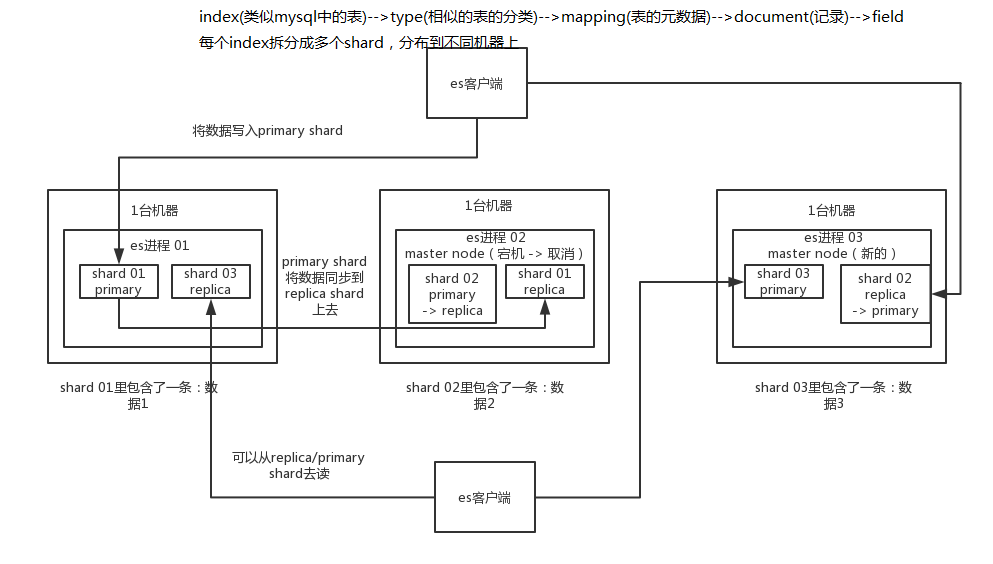 index(类似mysql中的表)-->type(相似的表的分类)-->mapping(表的元数据)-->document(记录)-->field
每个index拆分成多个shard，分布到不同机器上
es客户端
将数据写入primary shard
1台机器
es进程 01
shard 01
primary
shard 03
replica
primary shard
将数据同步到
replica shard
上去
1台机器
es进程 02
master node（宕机 -> 取消）
shard 02
primary
-> replica
shard 01
replica
1台机器
es进程 03
master node（新的）
shard 03
primary
shard 02
replica
-> primary
shard 01里包含了一条：数
据1
shard 02里包含了一条：数
据2
shard 03里包含了一条：数
据3
可以从replica/primary
shard去读
es客户端